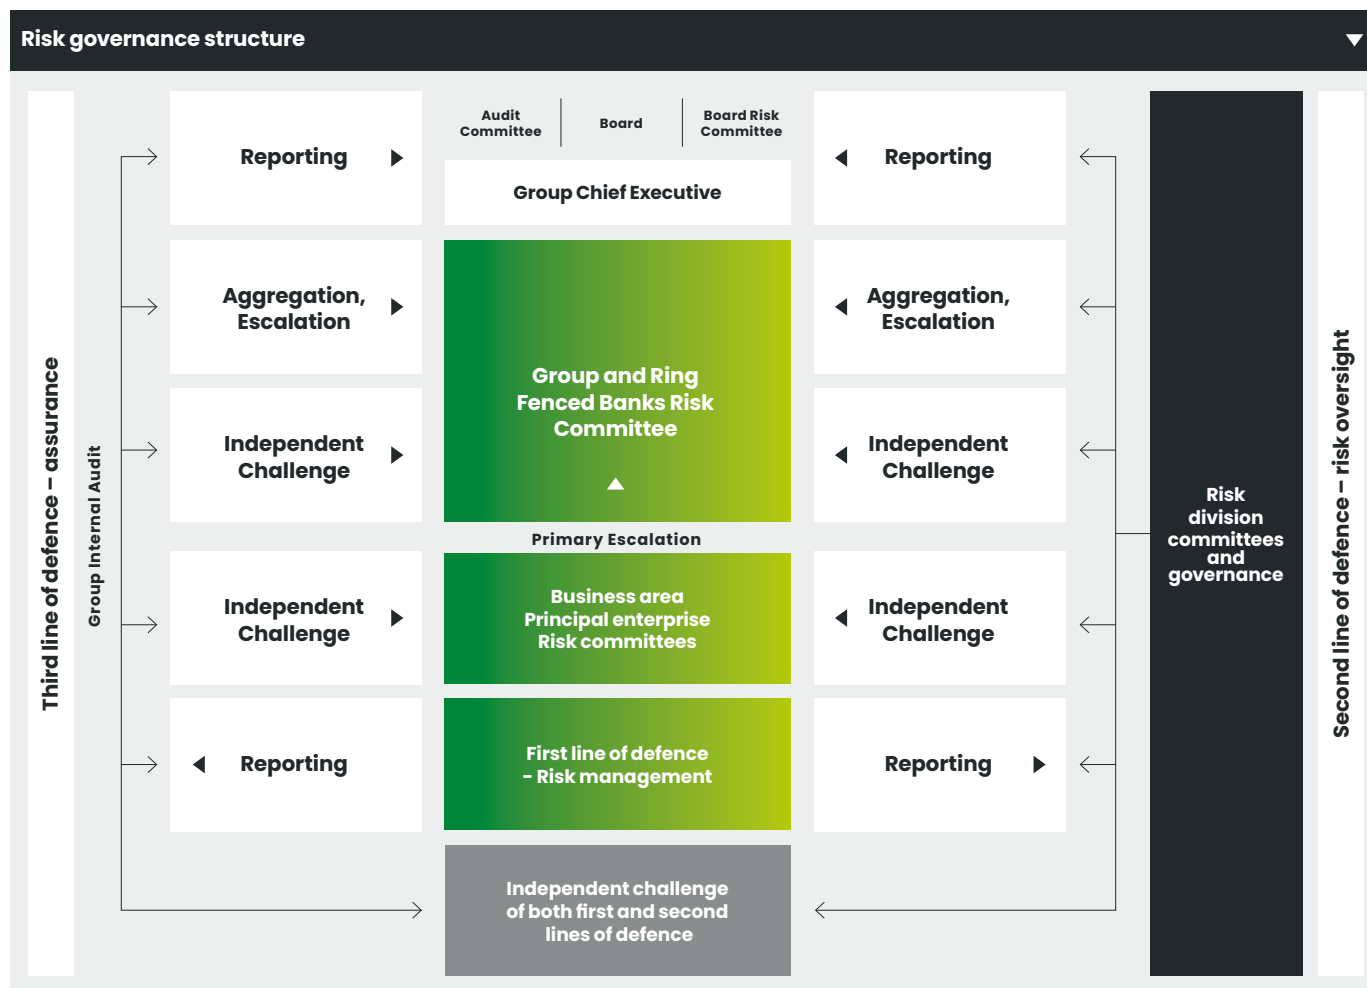 Risk governance structure
Third line of defence – assurance
Group Internal Audit
Reporting
Aggregation,
Escalation
Independent
Challenge
Independent
Challenge
Reporting
Audit
Committee
Board
Board Risk
Committee
Group Chief Executive
Group and Ring
Fenced Banks Risk
Committee
Primary Escalation
Business area
Principal enterprise
Risk committees
First line of defence
– Risk management
Independent challenge
of both first and second
lines of defence
Reporting
Aggregation,
Escalation
Independent
Challenge
Independent
Challenge
Reporting
Risk
division
committees
and
governance
Second line of defence – risk oversight